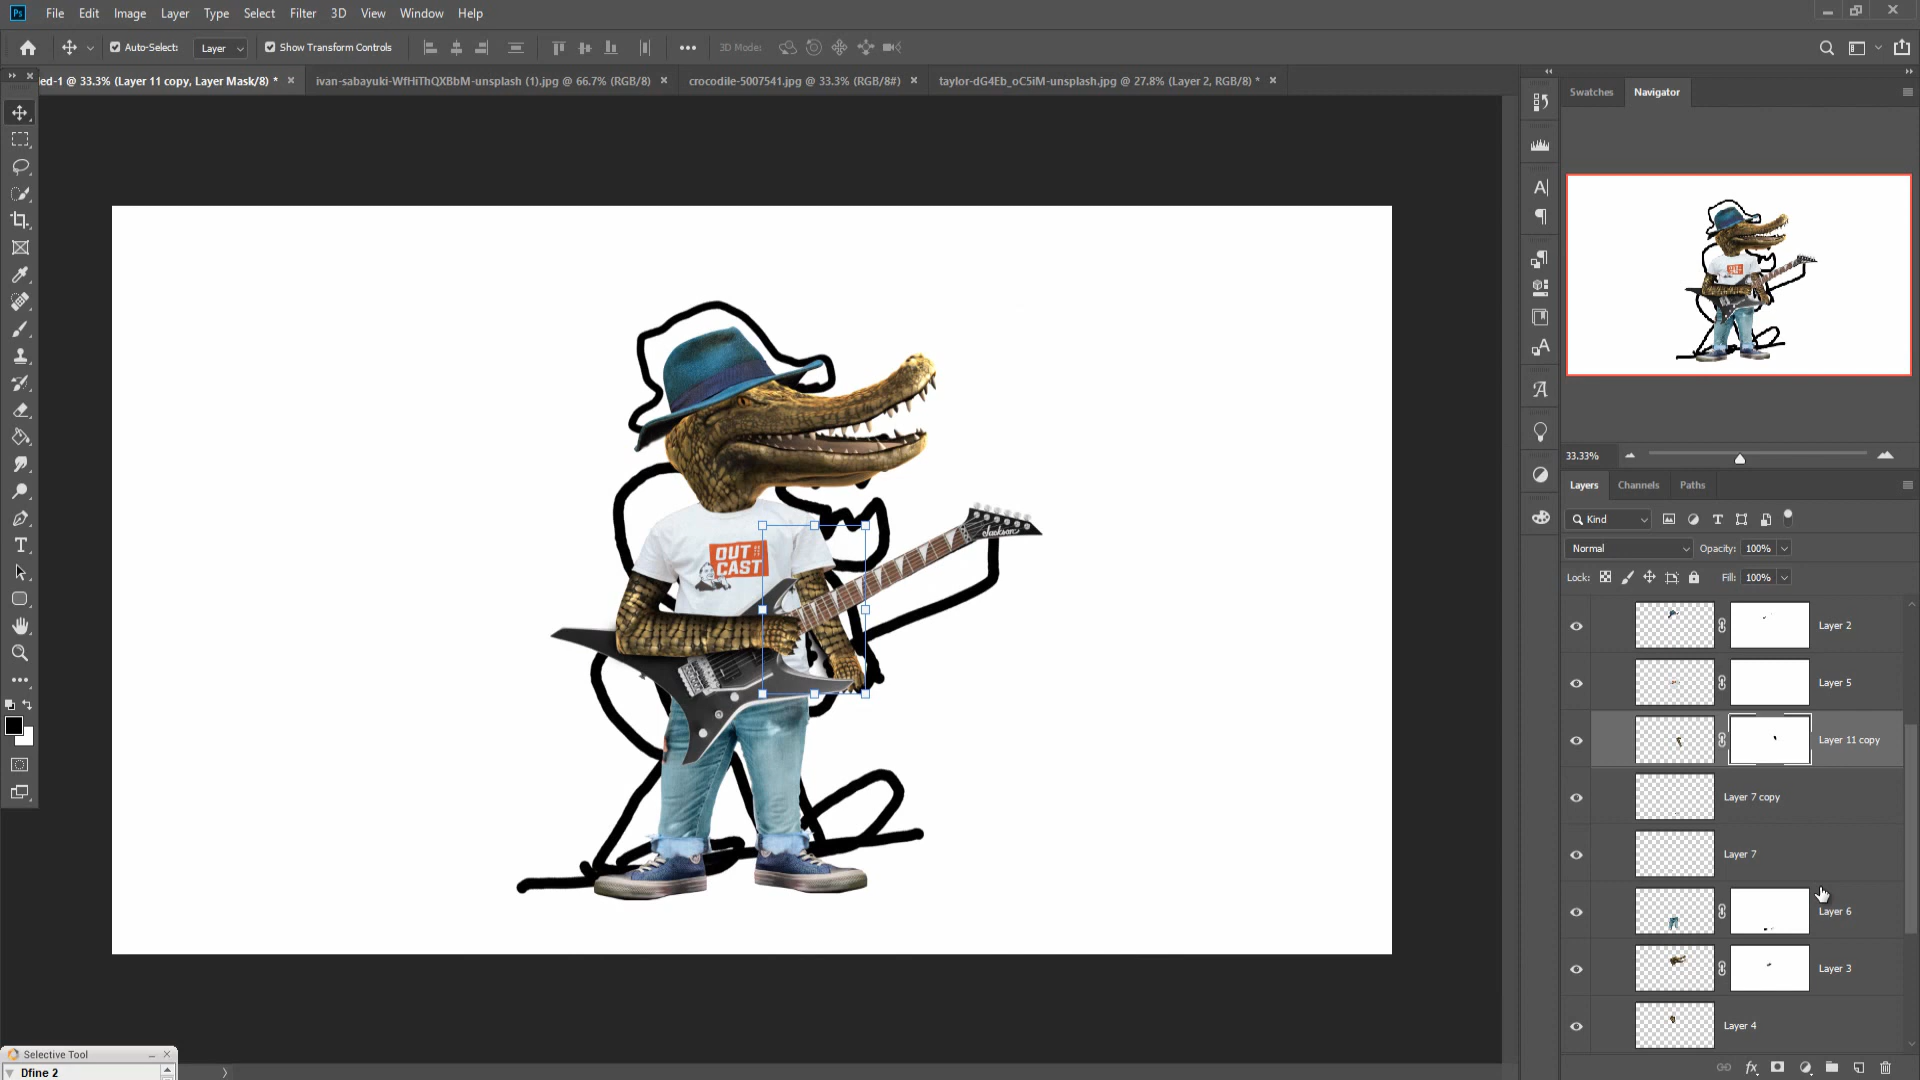 Ps File Edit Image Layer Type Select Filter 3D View Window Help
Auto-Select: Layer Show Transform Controls 3D Mode:
ed-1 @ 33.3% (Layer 11 copy, Layer Mask/8) * ivan-sabayuki-WfHiThQXBbM-unsplash (1).jpg @ 66.7% (RGB/8) crocodile-5007541.jpg @ 33.3% (RGB/8#) taylor-dG4Eb_oC5iM-unsplash.jpg @ 27.8% (Layer 2, RGB/8) *
Swatches Navigator
33.33%
Layers Channels Paths
Kind
Normal Opacity: 100%
Lock: Fill: 100%
Layer 2
Layer 5
Layer 11 copy
Layer 7 copy
Layer 7
Layer 6
Layer 3
Layer 4
OUT
CAST
Jackson
Selective Tool
Dfine 2